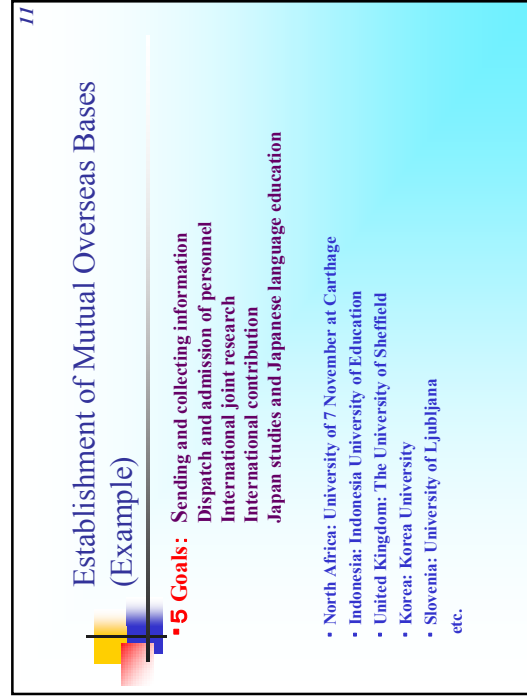 11
Establishment of Mutual Overseas Bases
(Example)
▪5 Goals: Sending and collecting information
Dispatch and admission of personnel
International joint research
International contribution
Japan studies and Japanese language education
▪ North Africa: University of 7 November at Carthage
▪ Indonesia: Indonesia University of Education
▪ United Kingdom: The University of Sheffield
▪ Korea: Korea University
▪ Slovenia: University of Ljubljana
etc.